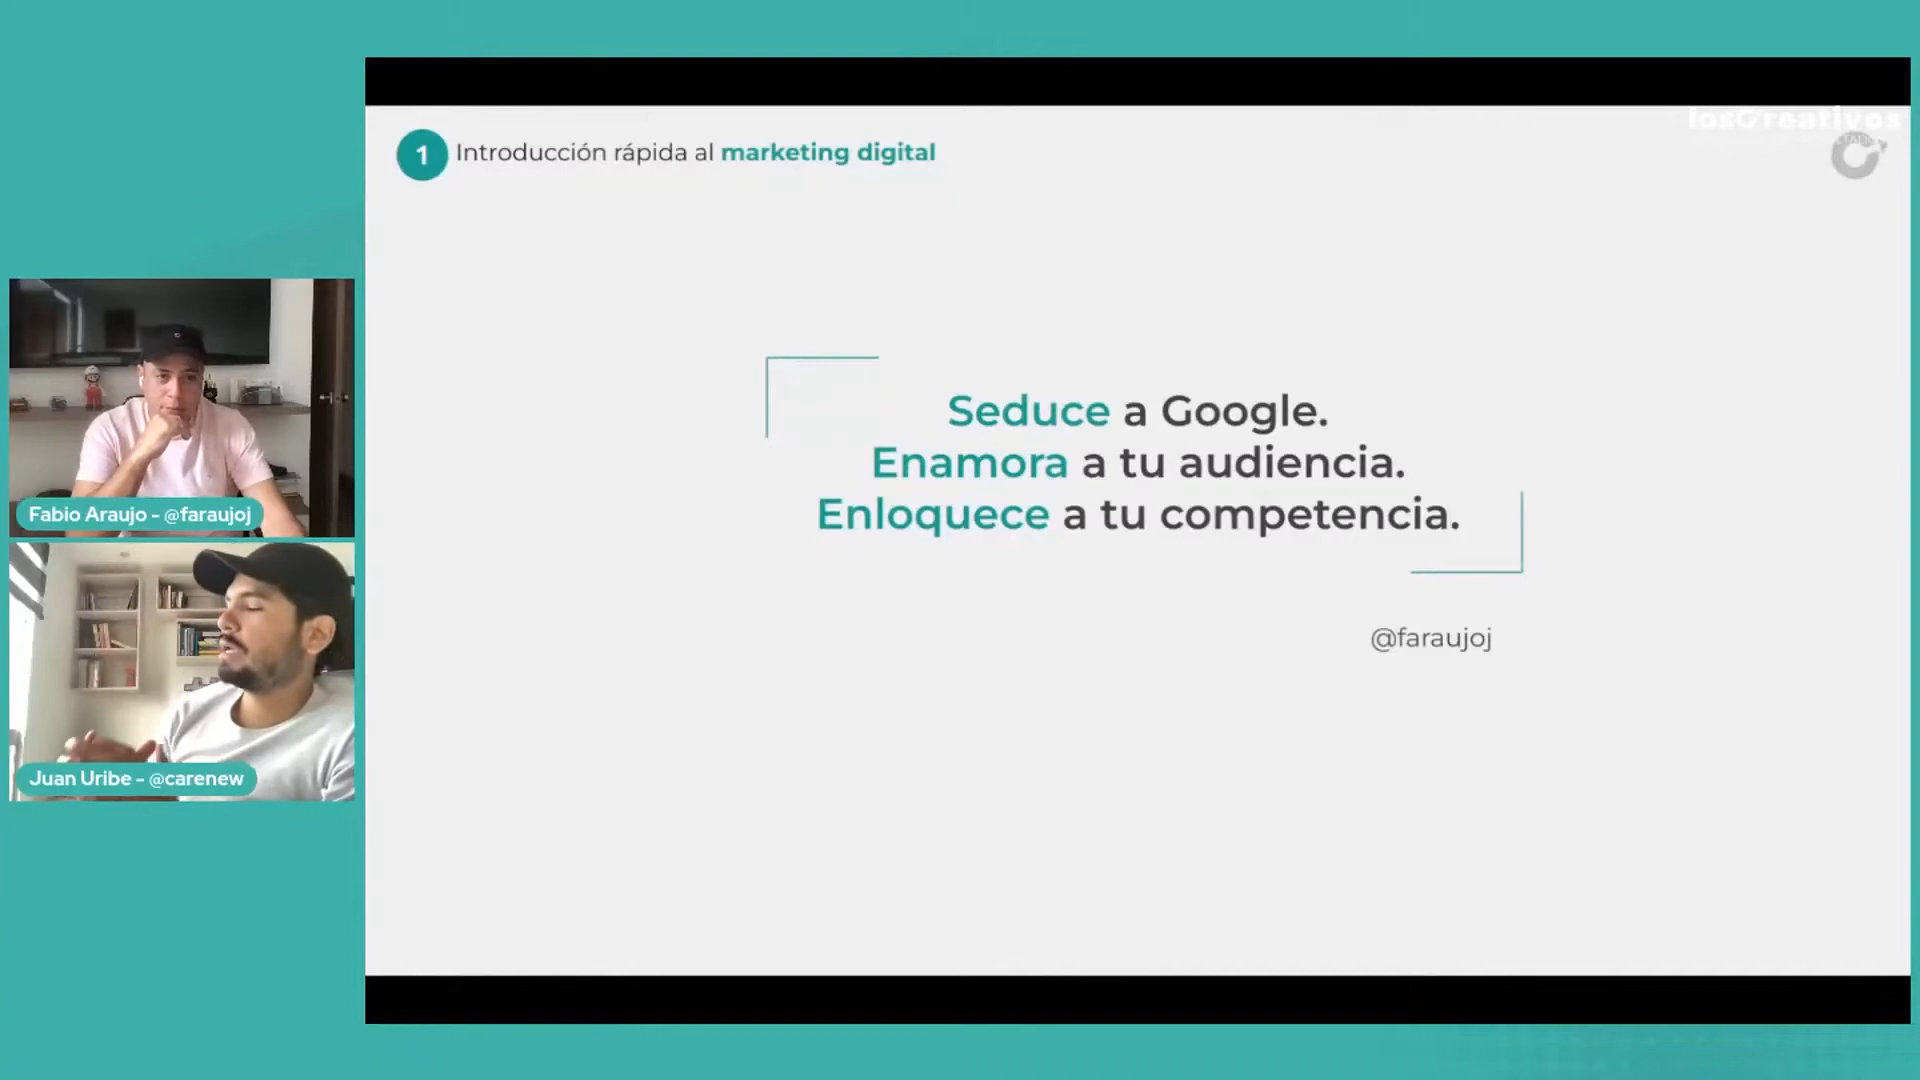 losCreativos
1
Introducción rápida al marketing digital
Seduce a Google.
Enamora a tu audiencia.
Enloquece a tu competencia.
@faraujoj
Fabio Araujo - @faraujoj
Juan Uribe - @carenew